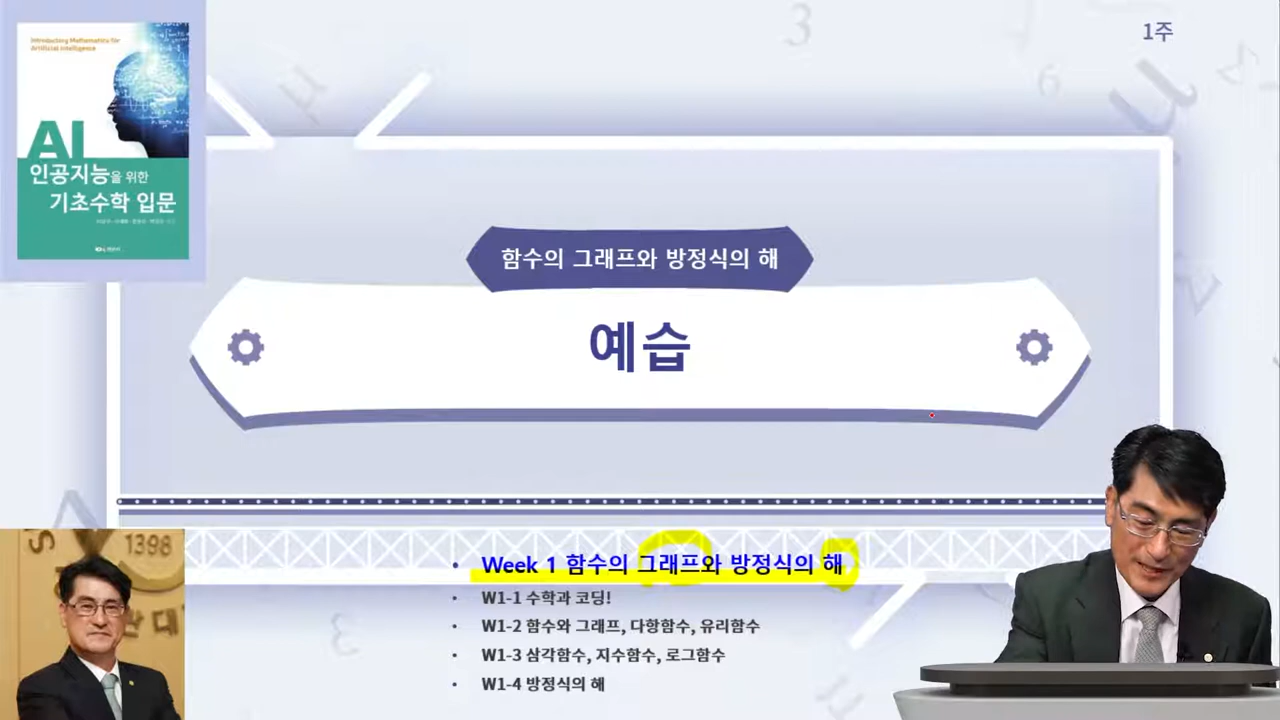 1주
Introducing Mathematics for
Artificial Intelligence
AI
인공지능을 위한
기초수학 입문
함수의 그래프와 방정식의 해
예습
1398
• Week 1 함수의 그래프와 방정식의 해
• W1-1 수학과 코딩!
• W1-2 함수와 그래프, 다항함수, 유리함수
• W1-3 삼각함수, 지수함수, 로그함수
• W1-4 방정식의 해